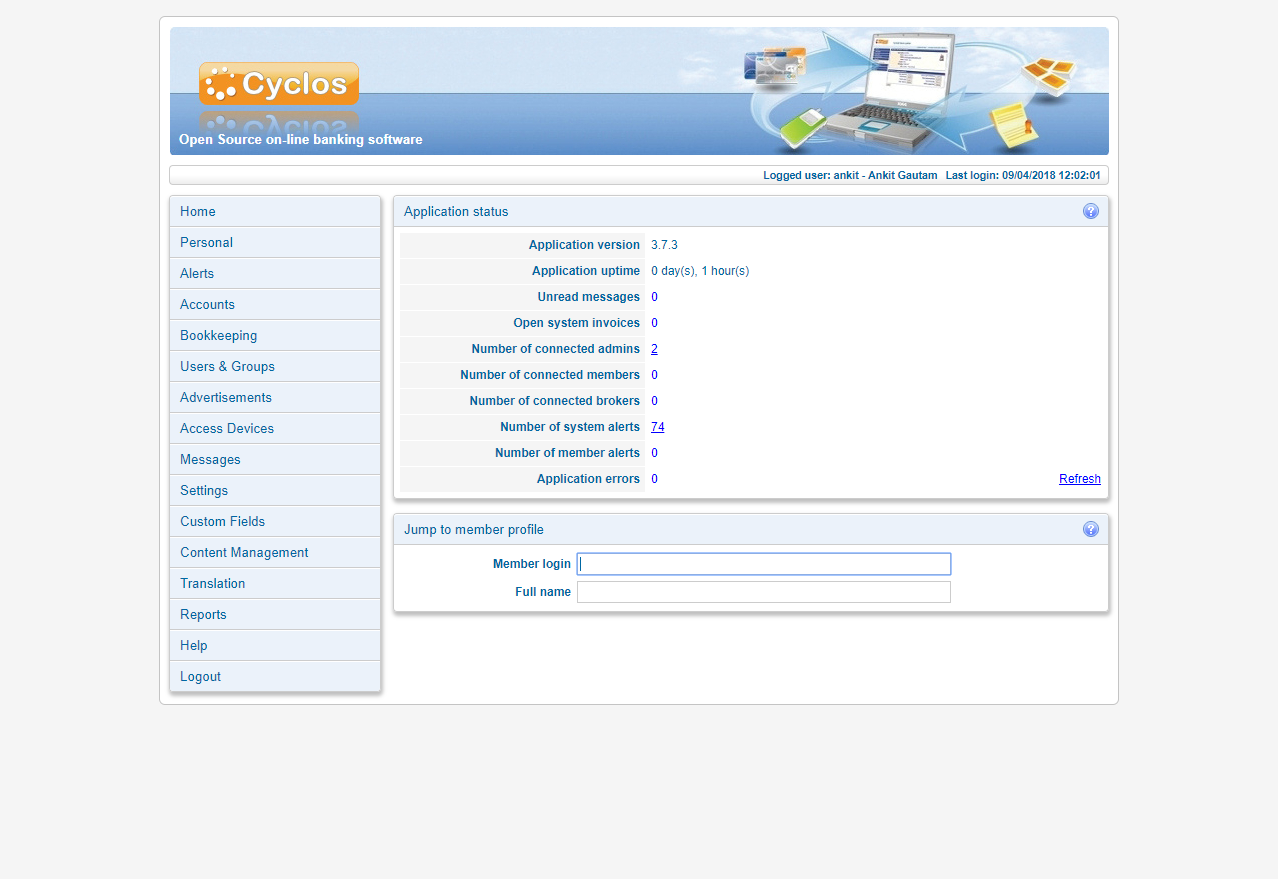 Cyclos
Open Source on-line banking software
Logged user: ankit - Ankit Gautam Last login: 09/04/2018 12:02:01
Home
Personal
Alerts
Accounts
Bookkeeping
Users & Groups
Advertisements
Access Devices
Messages
Settings
Custom Fields
Content Management
Translation
Reports
Help
Logout
Application status
?
Application version 3.7.3
Application uptime 0 day(s), 1 hour(s)
Unread messages 0
Open system invoices 0
Number of connected admins 2
Number of connected members 0
Number of connected brokers 0
Number of system alerts 74
Number of member alerts 0
Application errors 0 Refresh
Jump to member profile
?
Member login
Full name